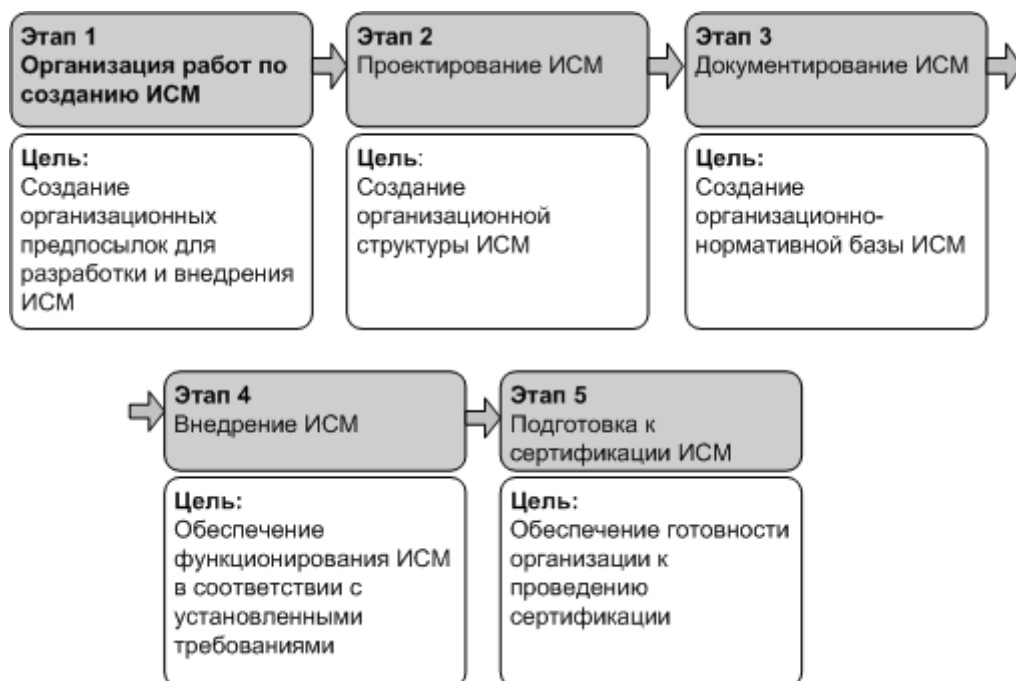 Этап 1
Организация работ по
созданию ИСМ
Цель:
Создание
организационных
предпосылок для
разработки и внедрения
ИСМ
Этап 2
Проектирование ИСМ
Цель:
Создание
организационной
структуры ИСМ
Этап 3
Документирование ИСМ
Цель:
Создание
организационно-
нормативной базы ИСМ
Этап 4
Внедрение ИСМ
Цель:
Обеспечение
функционирования ИСМ
в соответствии с
установленными
требованиями
Этап 5
Подготовка к
сертификации ИСМ
Цель:
Обеспечение готовности
организации к
проведению
сертификации